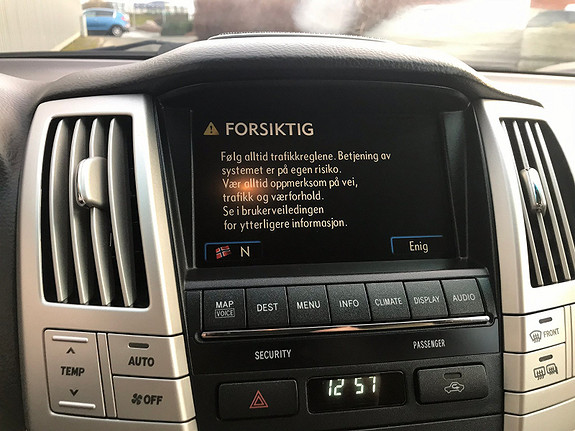 FORSIKTIG
Følg alltid trafikkreglene. Betjening av
systemet er på egen risiko.
Vær alltid oppmerksom på vei,
trafikk og værforhold.
Se i brukerveiledingen
for ytterligere informasjon.
N
Enig
MAP
VOICE
DEST
MENU
INFO
CLIMATE
DISPLAY
AUDIO
SECURITY
PASSENGER
TEMP
AUTO
OFF
12 57
FRONT